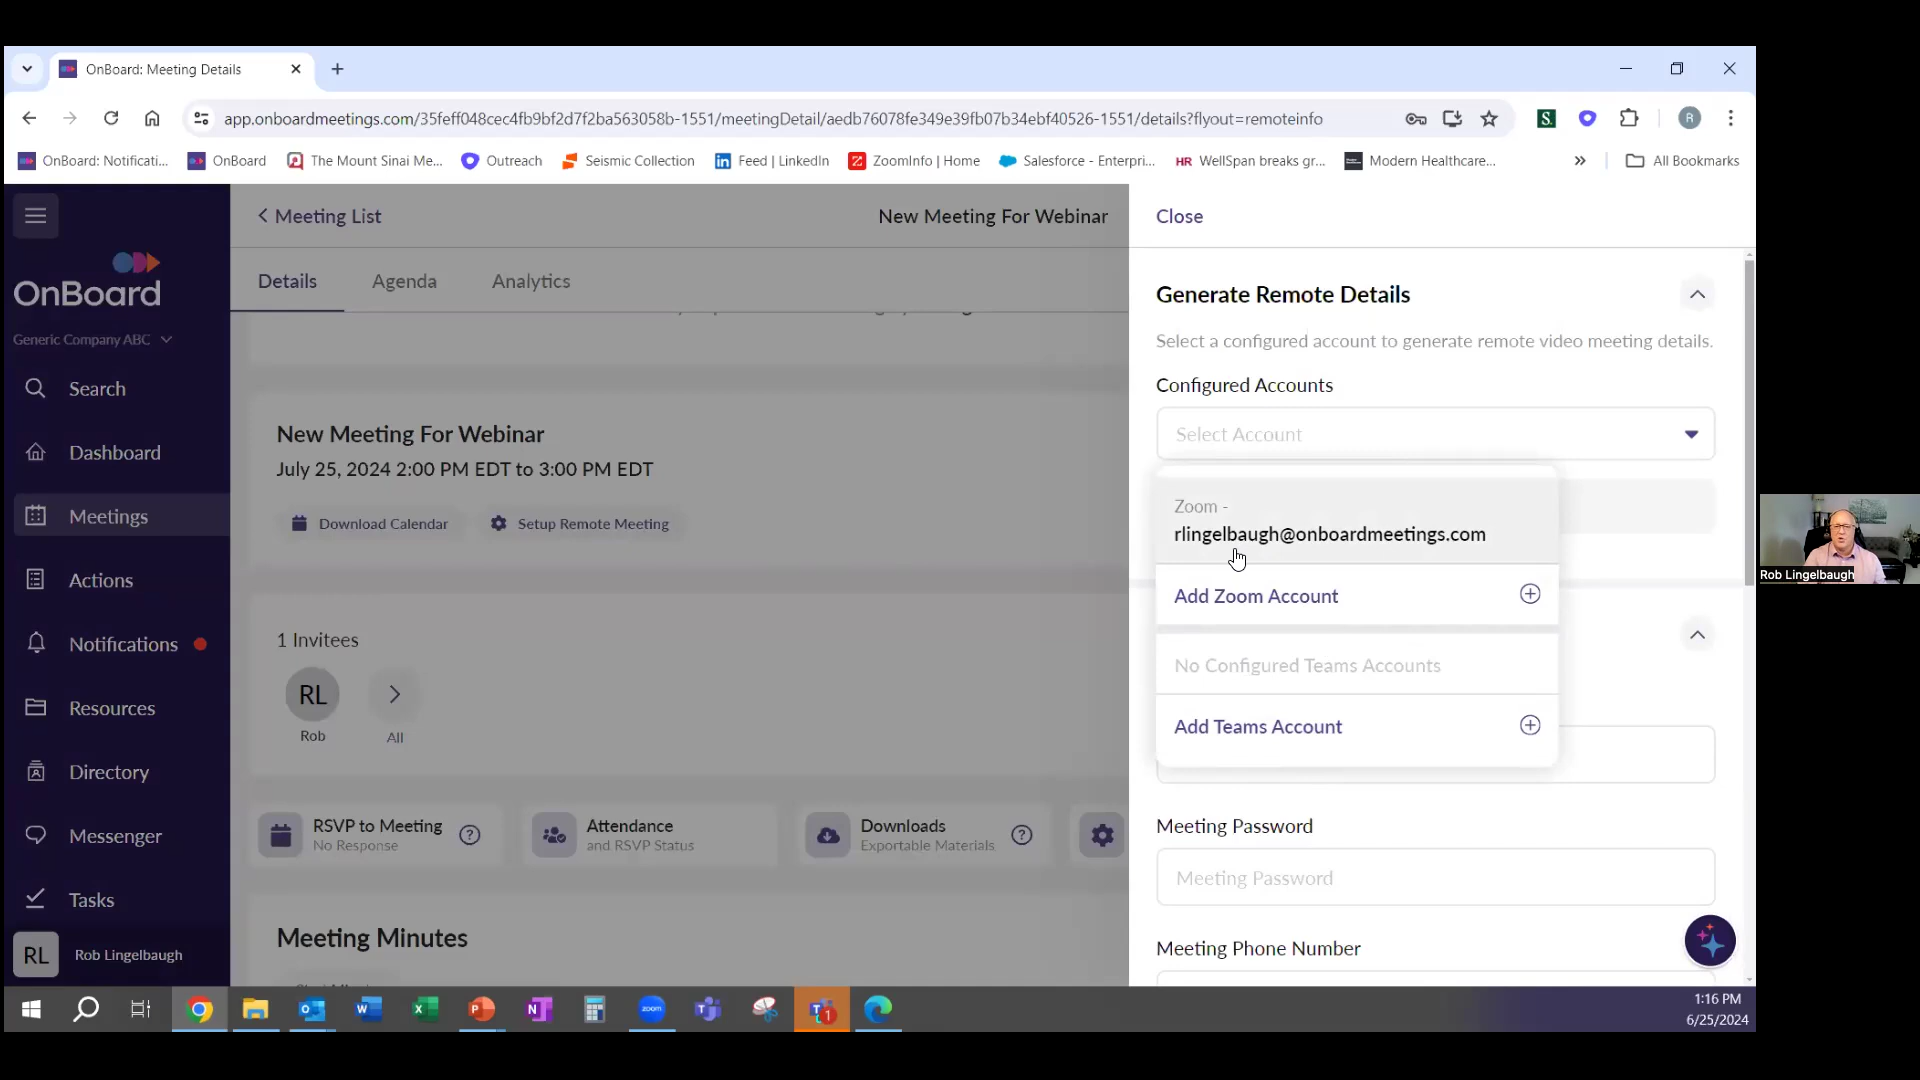 OnBoard: Meeting Details
app.onboardmeetings.com/35feff048cec4fb9bf2d7f2ba563058b-1551/meetingDetail/aedb76078fe349e39fb07b34ebf40526-1551/details?flyout=remoteinfo
S.
R
OnBoard: Notificati...
OnBoard
The Mount Sinai Me...
Outreach
Seismic Collection
Feed | LinkedIn
ZoomInfo | Home
Salesforce - Enterpri...
HR WellSpan breaks gr...
Modern Healthcare...
All Bookmarks
OnBoard
Generic Company ABC
Search
Dashboard
Meetings
Actions
Notifications
Resources
Directory
Messenger
Tasks
RL Rob Lingelbaugh
Meeting List
New Meeting For Webinar
Details
Agenda
Analytics
New Meeting For Webinar
July 25, 2024 2:00 PM EDT to 3:00 PM EDT
Download Calendar
Setup Remote Meeting
1 Invitees
RL
Rob
All
RSVP to Meeting
No Response
Attendance
and RSVP Status
Downloads
Exportable Materials
Meeting Minutes
Close
Generate Remote Details
Select a configured account to generate remote video meeting details.
Configured Accounts
Select Account
Zoom -
rlingelbaugh@onboardmeetings.com
Add Zoom Account
No Configured Teams Accounts
Add Teams Account
Meeting Password
Meeting Password
Meeting Phone Number
Rob Lingelbaugh
zoom
1
1:16 PM
6/25/2024